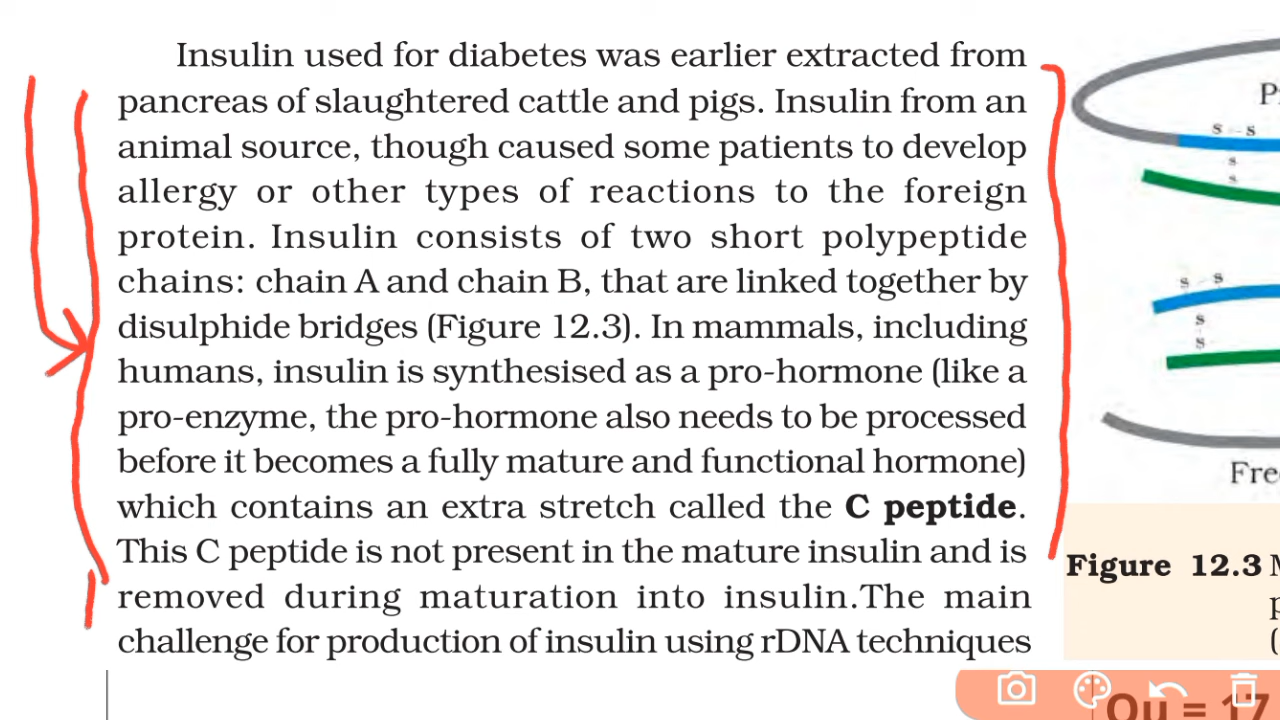 Insulin used for diabetes was earlier extracted from
pancreas of slaughtered cattle and pigs. Insulin from an
animal source, though caused some patients to develop
allergy or other types of reactions to the foreign
protein. Insulin consists of two short polypeptide
chains: chain A and chain B, that are linked together by
disulphide bridges (Figure 12.3). In mammals, including
humans, insulin is synthesised as a pro-hormone (like a
pro-enzyme, the pro-hormone also needs to be processed
before it becomes a fully mature and functional hormone)
which contains an extra stretch called the C peptide.
This C peptide is not present in the mature insulin and is
removed during maturation into insulin.The main
challenge for production of insulin using rDNA techniques
S S
S
S
S S
S
S
Figure 12.3
Qu = 17